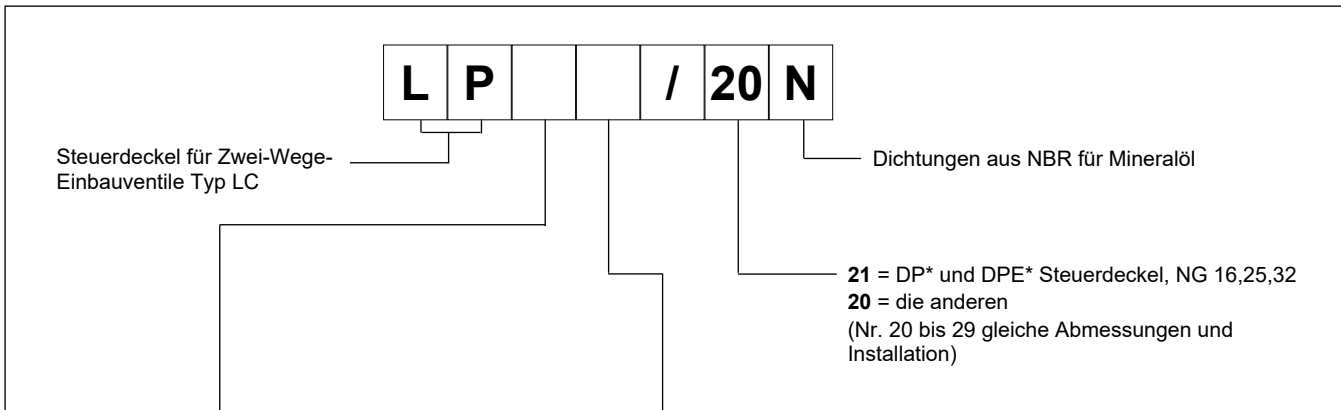 L P / 20 N
Steuerdeckel für Zwei-Wege-
Einbauventile Typ LC
Dichtungen aus NBR für Mineralöl
21 = DP* und DPE* Steuerdeckel, NG 16,25,32
20 = die anderen
(Nr. 20 bis 29 gleiche Abmessungen und
Installation)